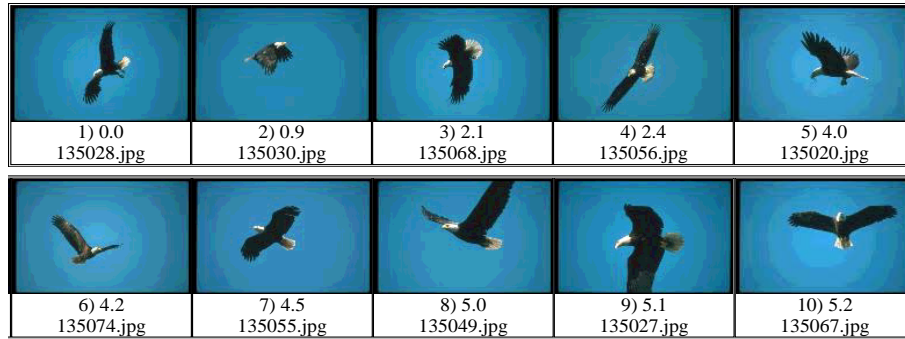 1) 0.0 2) 0.9 3) 2.1 4) 2.4 5) 4.0
135028.jpg 135030.jpg 135068.jpg 135056.jpg 135020.jpg
6) 4.2 7) 4.5 8) 5.0 9) 5.1 10) 5.2
135074.jpg 135055.jpg 135049.jpg 135027.jpg 135067.jpg